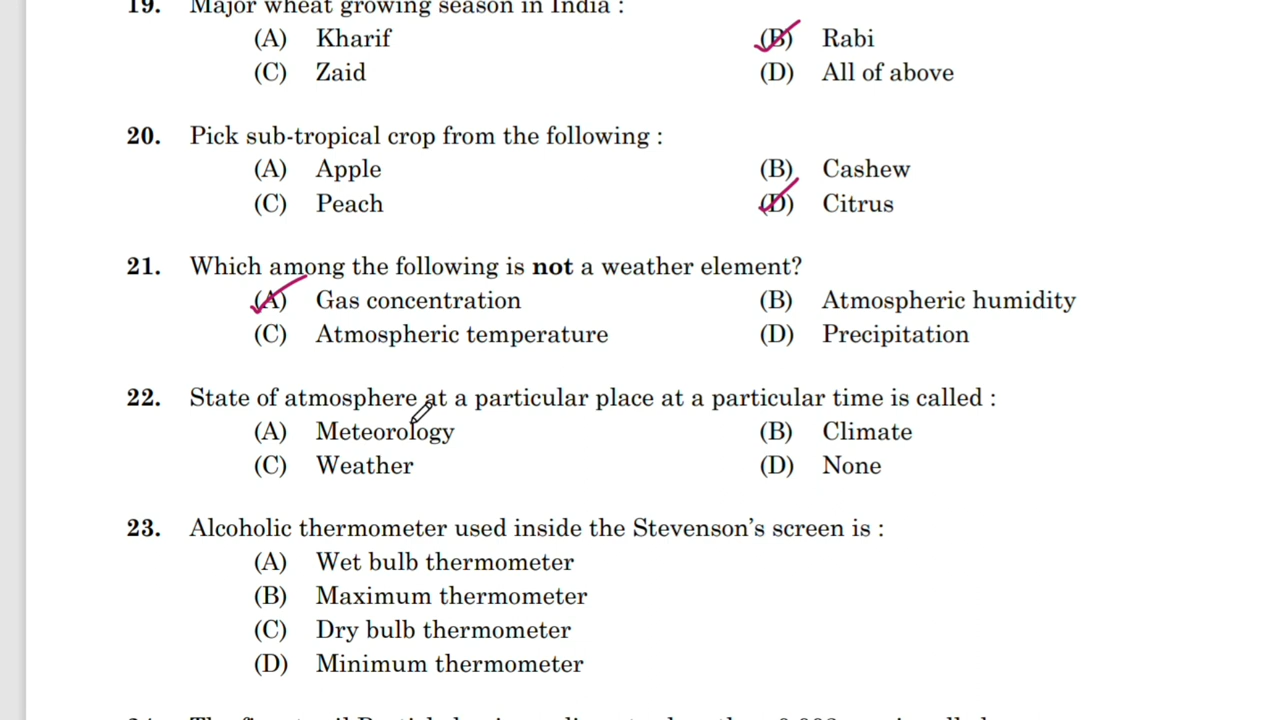 19. Major wheat growing season in India :
(A) Kharif (B) Rabi
(C) Zaid (D) All of above
20. Pick sub-tropical crop from the following :
(A) Apple (B) Cashew
(C) Peach (D) Citrus
21. Which among the following is not a weather element?
(A) Gas concentration (B) Atmospheric humidity
(C) Atmospheric temperature (D) Precipitation
22. State of atmosphere at a particular place at a particular time is called :
(A) Meteorology (B) Climate
(C) Weather (D) None
23. Alcoholic thermometer used inside the Stevenson’s screen is :
(A) Wet bulb thermometer
(B) Maximum thermometer
(C) Dry bulb thermometer
(D) Minimum thermometer